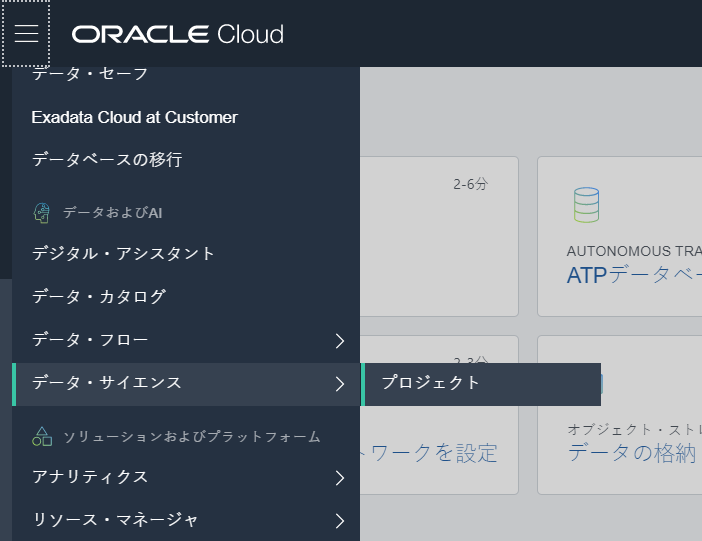 ORACLE Cloud
データ・セーフ
Exadata Cloud at Customer
データベースの移行
データおよびAI
デジタル・アシスタント
データ・カタログ
データ・フロー
データ・サイエンス
プロジェクト
ソリューションおよびプラットフォーム
アナリティクス
リソース・マネージャ
2-6分
AUTONOMOUS TRA
ATPデータベー
2-3分
トワークを設定
オブジェクト・ストレ
データの格納